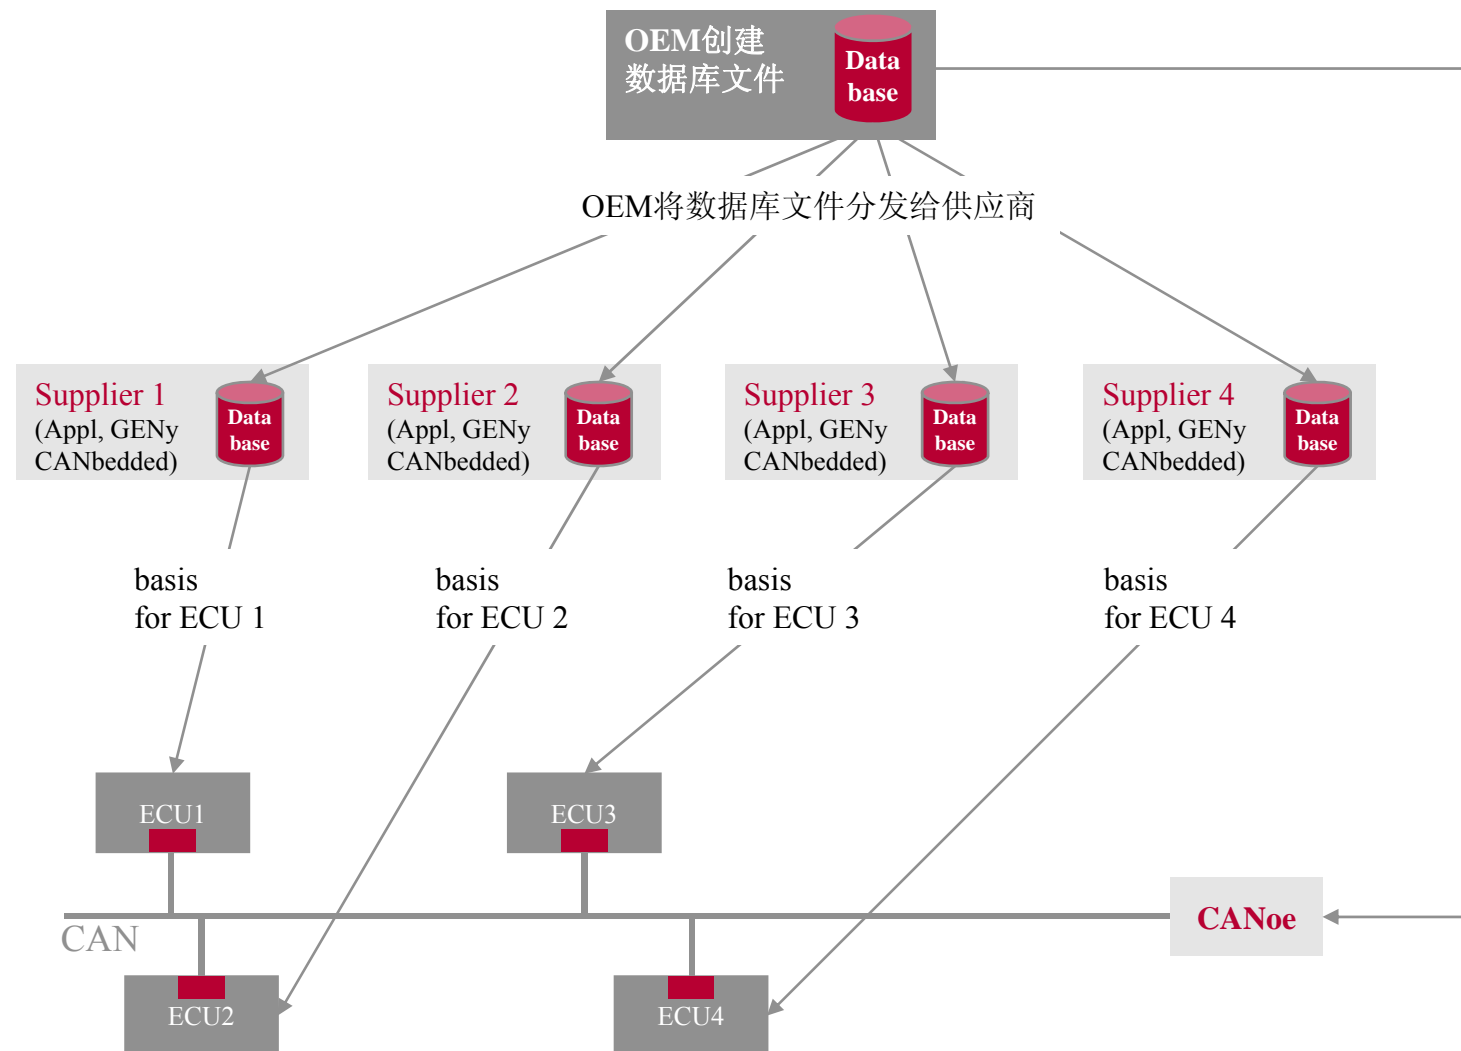 OEM创建
数据库文件
Data
base
OEM将数据库文件分发给供应商
Supplier 1
(Appl, GENy
CANbedded)
Data
base
Supplier 2
(Appl, GENy
CANbedded)
Data
base
Supplier 3
(Appl, GENy
CANbedded)
Data
base
Supplier 4
(Appl, GENy
CANbedded)
Data
base
basis
for ECU 1
basis
for ECU 2
basis
for ECU 3
basis
for ECU 4
ECU1
ECU3
CANoe
CAN
ECU2
ECU4